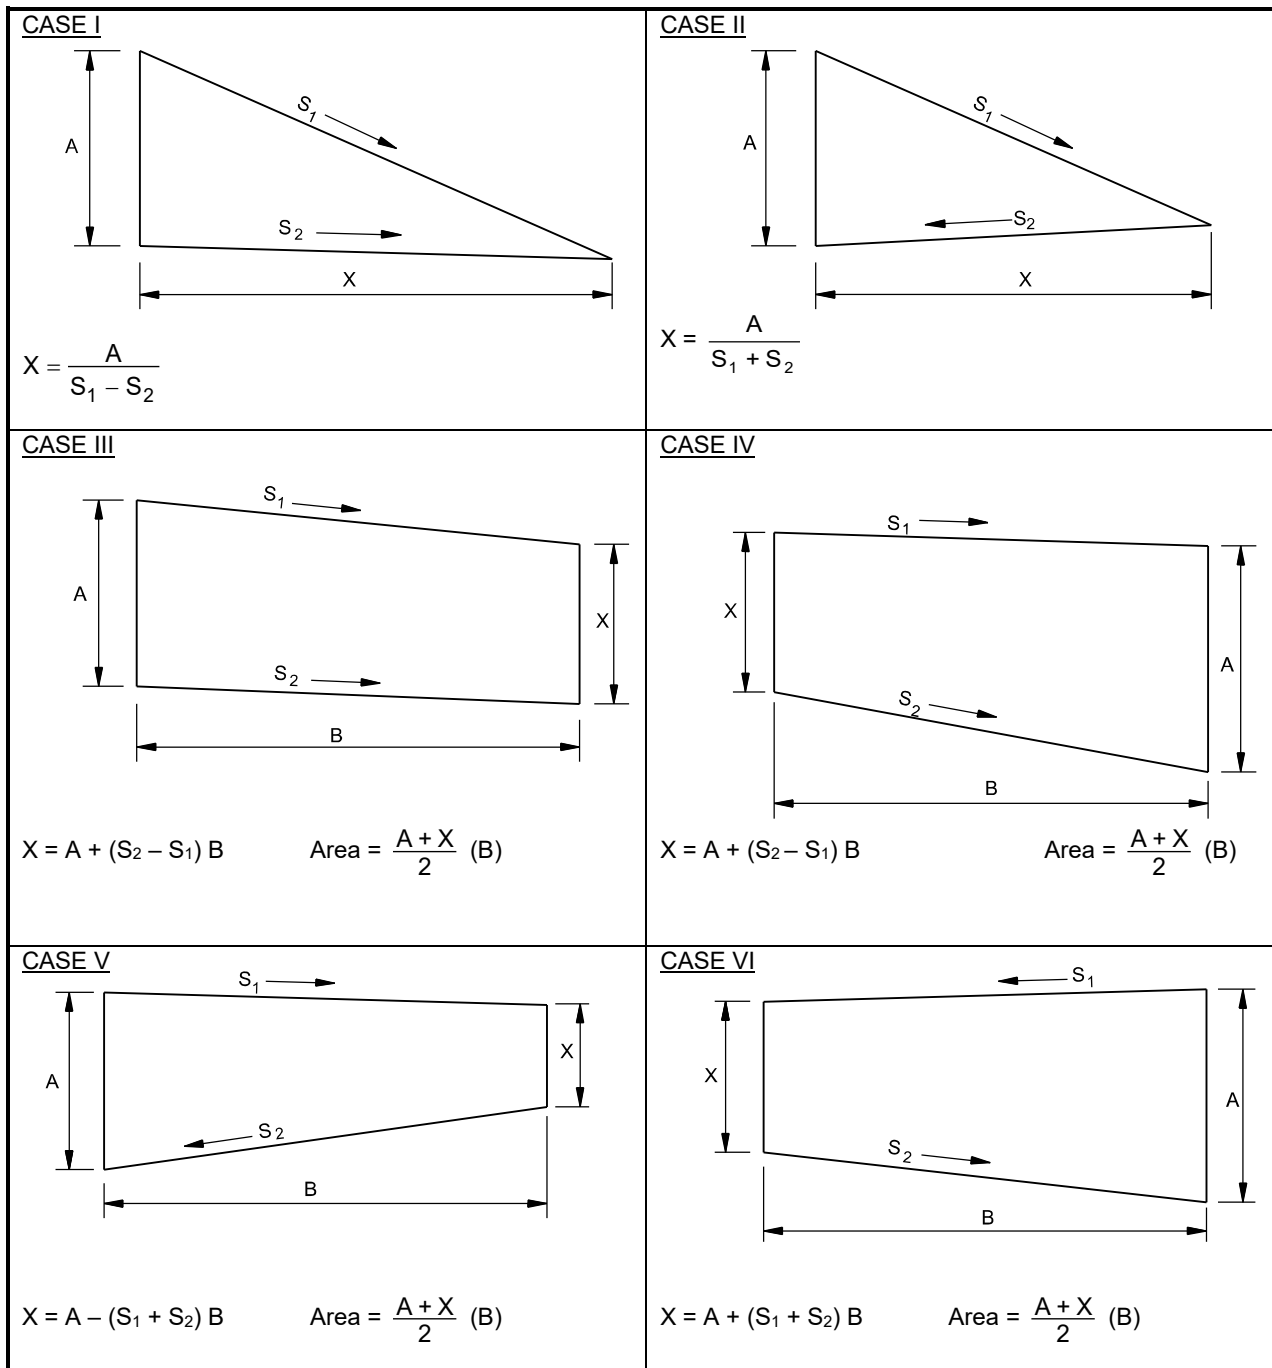 CASE I
S1
A
S2
X
X = A / (S1 – S2)
CASE II
S1
A
S2
X
X = A / (S1 + S2)
CASE III
S1
A
X
S2
B
X = A + (S2 – S1) B Area = (A + X) / 2 (B)
CASE IV
S1
X
A
S2
B
X = A + (S2 – S1) B Area = (A + X) / 2 (B)
CASE V
S1
X
A
S2
B
X = A – (S1 + S2) B Area = (A + X) / 2 (B)
CASE VI
S1
X
A
S2
B
X = A + (S1 + S2) B Area = (A + X) / 2 (B)